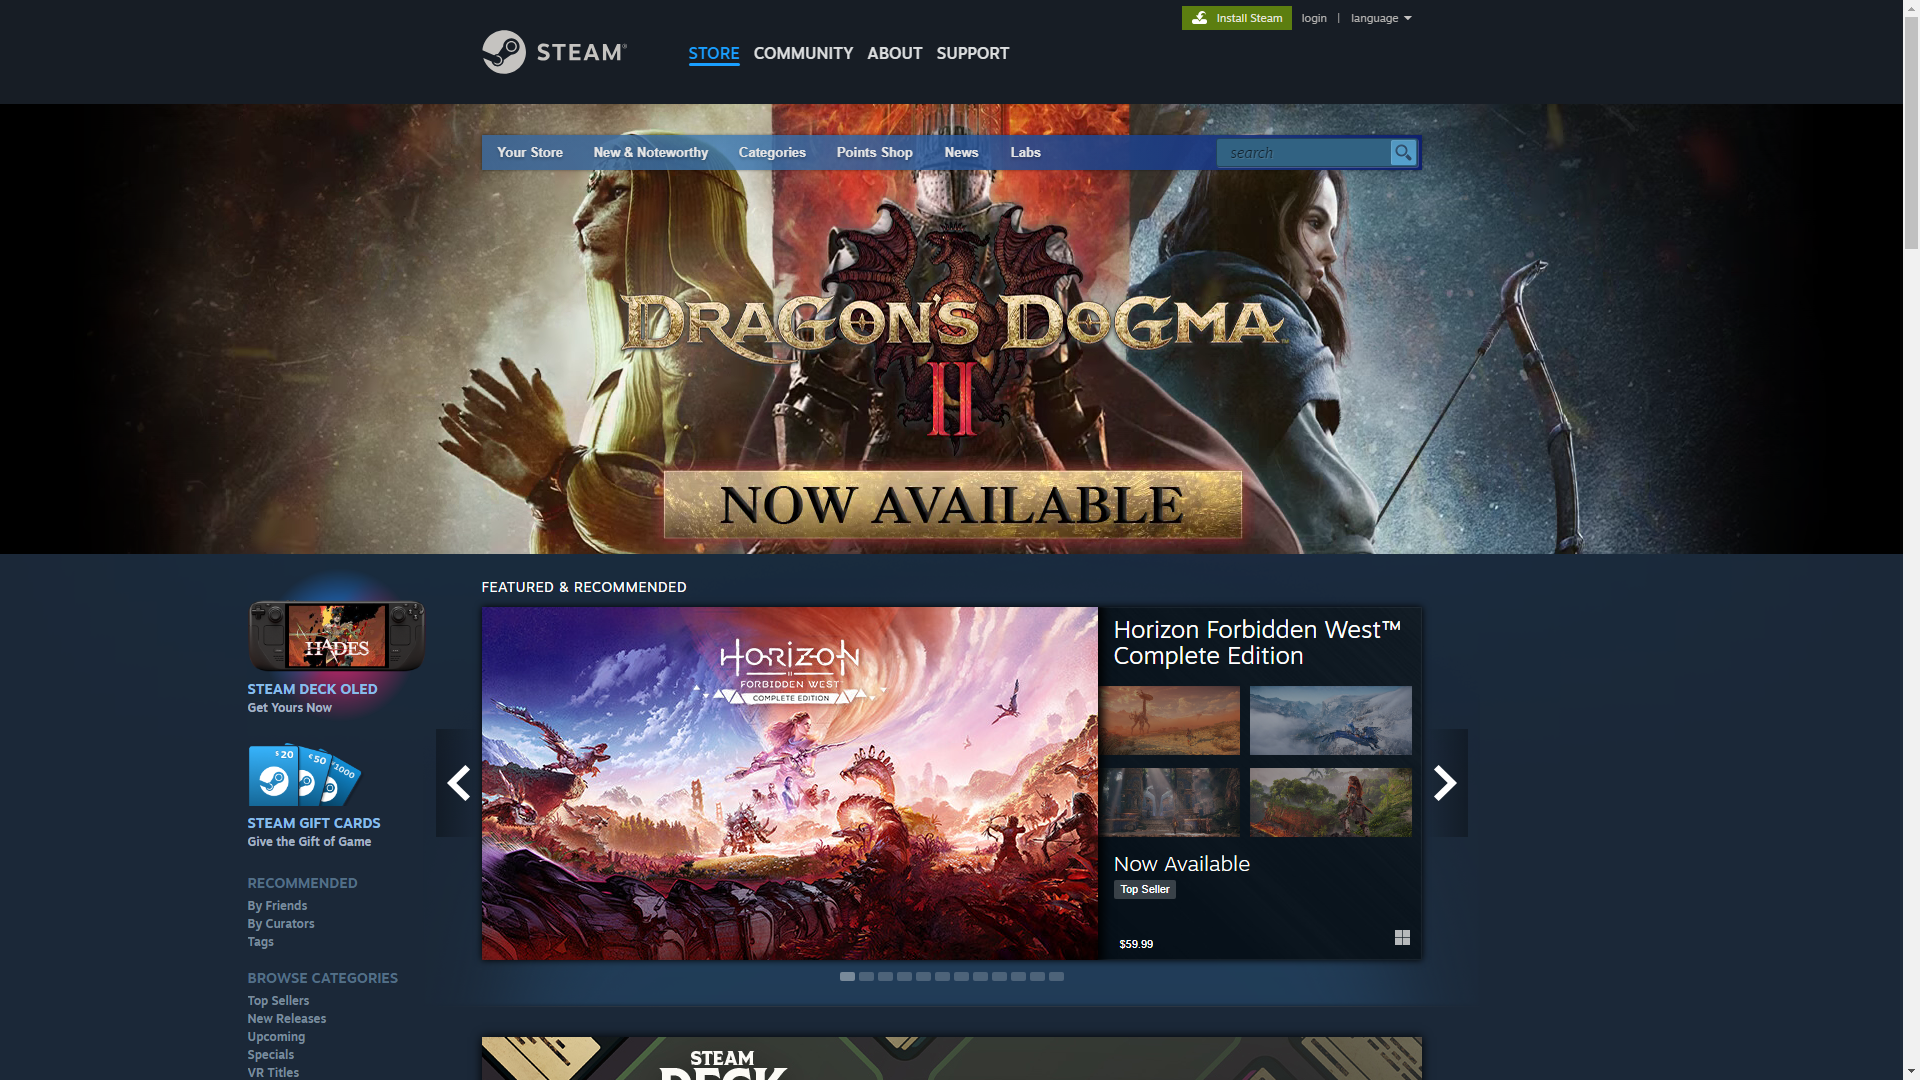 Install Steam login | language
STEAM®
STORE COMMUNITY ABOUT SUPPORT
Your Store New & Noteworthy Categories Points Shop News Labs search
DRAGON'S DOGMA™
II
NOW AVAILABLE
FEATURED & RECOMMENDED
HADES
STEAM DECK OLED
Get Yours Now
$20 €50 1000
STEAM GIFT CARDS
Give the Gift of Game
RECOMMENDED
By Friends
By Curators
Tags
BROWSE CATEGORIES
Top Sellers
New Releases
Upcoming
Specials
VR Titles
HORIZON
FORBIDDEN WEST
COMPLETE EDITION
Horizon Forbidden West™
Complete Edition
Now Available
Top Seller
$59.99
STEAM
DECK